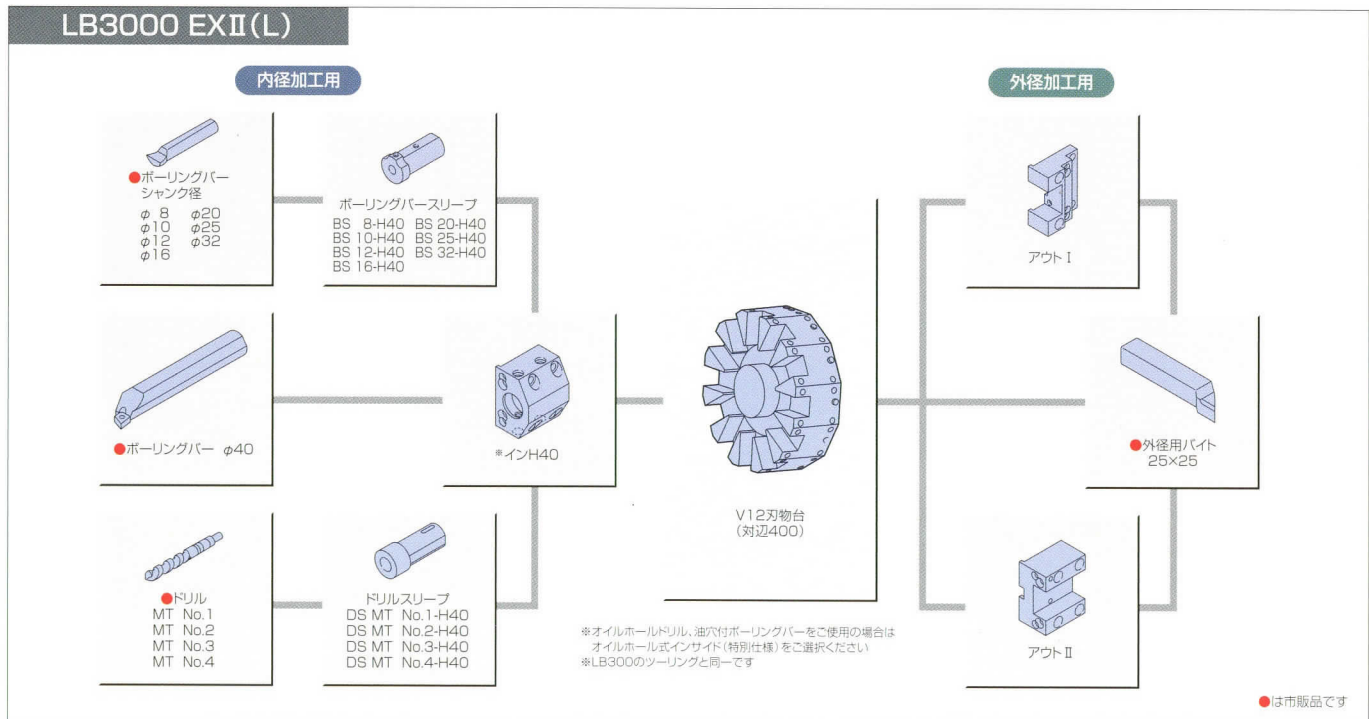 LB3000 EXⅡ(L)
内径加工用
外径加工用
●ボーリングバー
シャンク径
φ 8 φ20
φ10 φ25
φ12 φ32
φ16
ボーリングバースリーブ
BS 8-H40 BS 20-H40
BS 10-H40 BS 25-H40
BS 12-H40 BS 32-H40
BS 16-H40
●ボーリングバー φ40
※インH40
●ドリル
MT No.1
MT No.2
MT No.3
MT No.4
ドリルスリーブ
DS MT No.1-H40
DS MT No.2-H40
DS MT No.3-H40
DS MT No.4-H40
V12刃物台
(対辺400)
※オイルホールドリル、油穴付ボーリングバーをご使用の場合は
オイルホール式インサイド(特別仕様)をご選択ください
※LB300のツーリングと同一です
アウトⅠ
●外径用バイト
25×25
アウトⅡ
●は市販品です